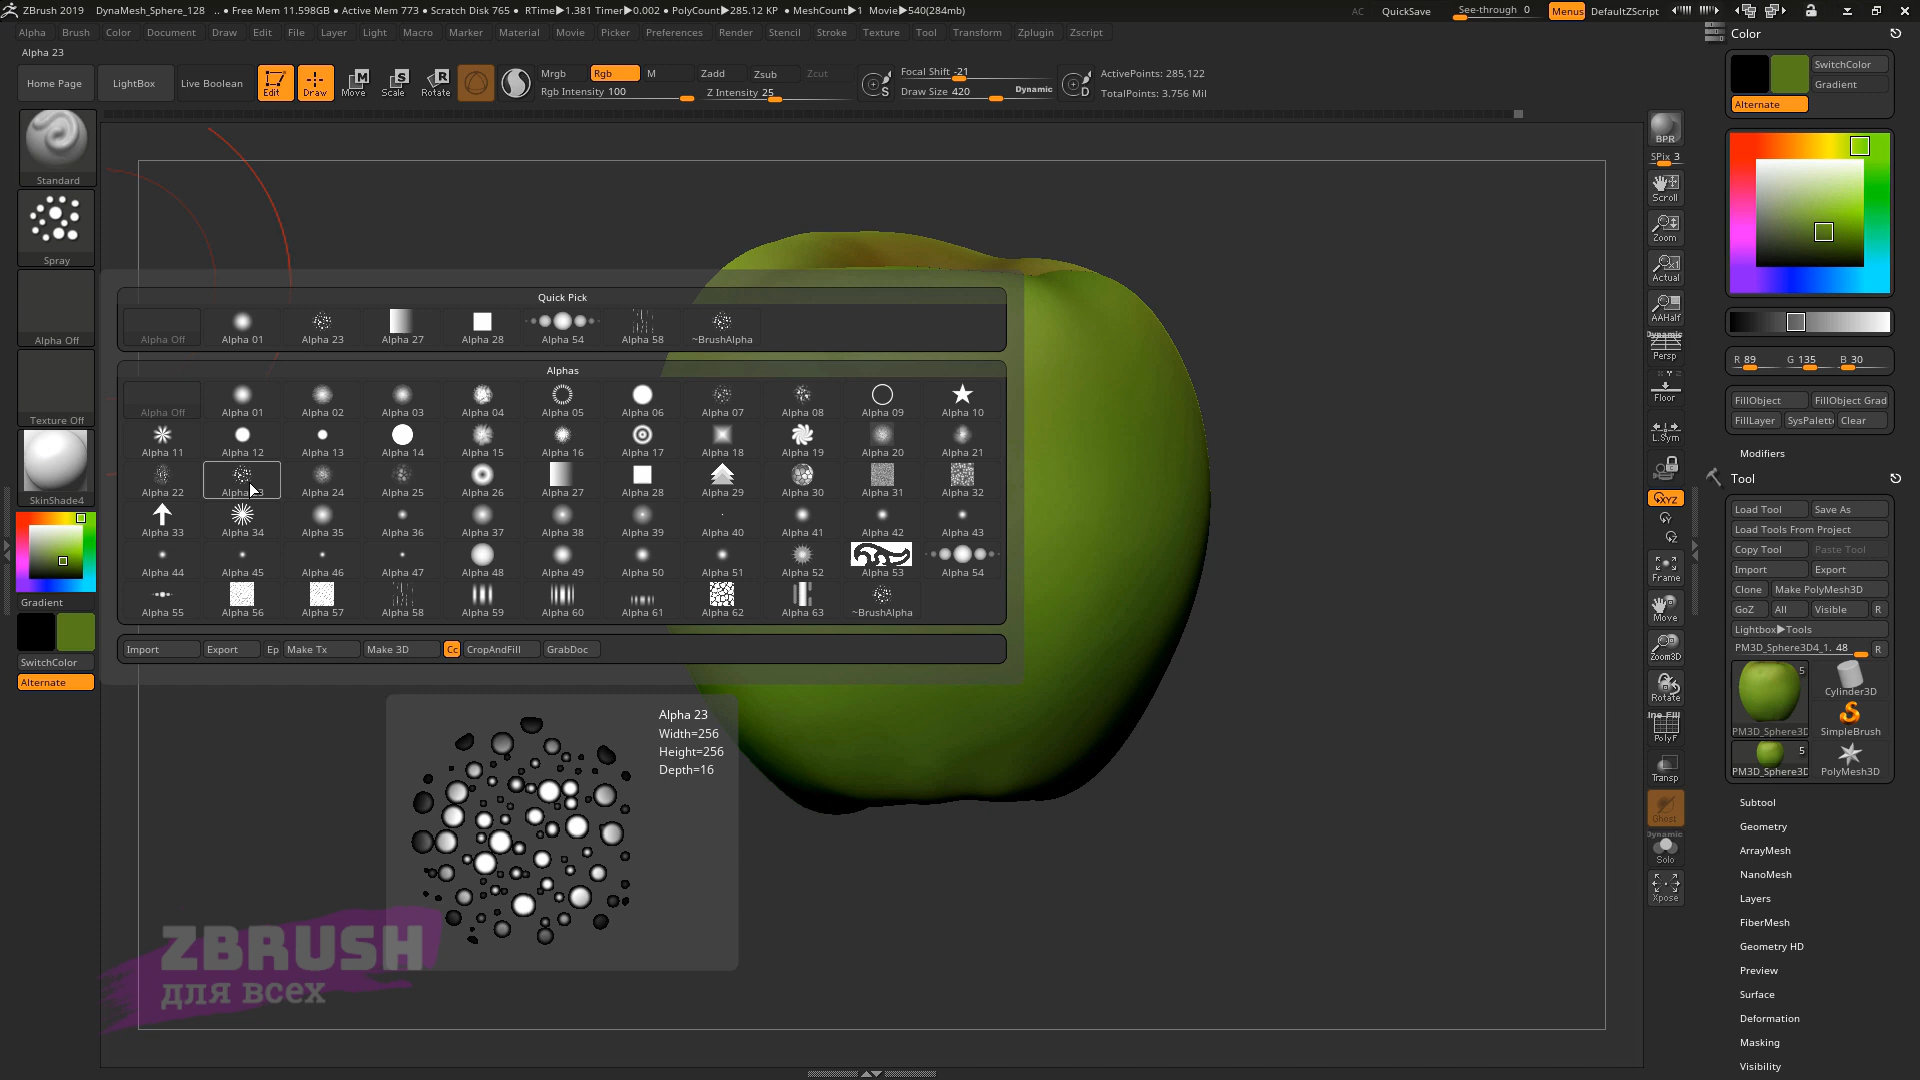 ZBrush 2019 DynaMesh_Sphere_128 .. • Free Mem 11.598GB • Active Mem 773 • Scratch Disk 765 • RTime▶1.381 Timer▶0.002 • PolyCount▶285.12 KP • MeshCount▶1 Movie▶540(284mb) AC QuickSave See-through 0 Menus DefaultZScript
Alpha Brush Color Document Draw Edit File Layer Light Macro Marker Material Movie Picker Preferences Render Stencil Stroke Texture Tool Transform Zplugin Zscript
Alpha 23
Home Page LightBox Live Boolean Edit Draw Move Scale Rotate
Mrgb Rgb M Zadd Zsub Zcut
Rgb Intensity 100 Z Intensity 25
Focal Shift -21
Draw Size 420 Dynamic
ActivePoints: 285,122
TotalPoints: 3.756 Mil
Standard
Spray
Alpha Off
Texture Off
SkinShade4
Gradient
SwitchColor
Alternate
Quick Pick
Alpha Off Alpha 01 Alpha 23 Alpha 27 Alpha 28 Alpha 54 Alpha 58 ~BrushAlpha
Alphas
Alpha Off Alpha 01 Alpha 02 Alpha 03 Alpha 04 Alpha 05 Alpha 06 Alpha 07 Alpha 08 Alpha 09 Alpha 10
Alpha 11 Alpha 12 Alpha 13 Alpha 14 Alpha 15 Alpha 16 Alpha 17 Alpha 18 Alpha 19 Alpha 20 Alpha 21
Alpha 22 Alpha 23 Alpha 24 Alpha 25 Alpha 26 Alpha 27 Alpha 28 Alpha 29 Alpha 30 Alpha 31 Alpha 32
Alpha 33 Alpha 34 Alpha 35 Alpha 36 Alpha 37 Alpha 38 Alpha 39 Alpha 40 Alpha 41 Alpha 42 Alpha 43
Alpha 44 Alpha 45 Alpha 46 Alpha 47 Alpha 48 Alpha 49 Alpha 50 Alpha 51 Alpha 52 Alpha 53 Alpha 54
Alpha 55 Alpha 56 Alpha 57 Alpha 58 Alpha 59 Alpha 60 Alpha 61 Alpha 62 Alpha 63 ~BrushAlpha
Import Export Ep Make Tx Make 3D Cc CropAndFill GrabDoc
Alpha 23
Width=256
Height=256
Depth=16
ZBRUSH
для всех
BPR
SPix 3
Scroll
Zoom
Actual
AAHalf
Dynamic
Persp
Floor
L.Sym
XYZ
Frame
Move
Zoom3D
Rotate
Line Fill
PolyF
Transp
Ghost
Dynamic
Solo
Xpose
Color
SwitchColor
Gradient
Alternate
R 89 G 135 B 30
FillObject FillObject Grad
FillLayer SysPalett Clear
Modifiers
Tool
Load Tool Save As
Load Tools From Project
Copy Tool Paste Tool
Import Export
Clone Make PolyMesh3D
GoZ All Visible R
Lightbox▶Tools
PM3D_Sphere3D4_1. 48 R
5
PM3D_Sphere3D
Cylinder3D
SimpleBrush
5
PM3D_Sphere3D
PolyMesh3D
Subtool
Geometry
ArrayMesh
NanoMesh
Layers
FiberMesh
Geometry HD
Preview
Surface
Deformation
Masking
Visibility